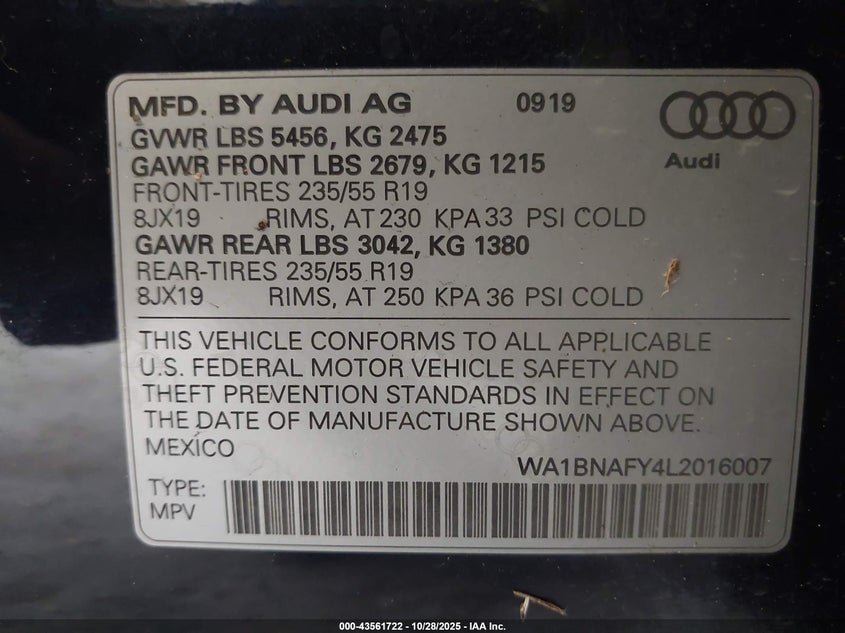 MFD. BY AUDI AG 0919
GVWR LBS 5456, KG 2475
GAWR FRONT LBS 2679, KG 1215
Audi
FRONT-TIRES 235/55 R19
8JX19 RIMS, AT 230 KPA 33 PSI COLD
GAWR REAR LBS 3042, KG 1380
REAR-TIRES 235/55 R19
8JX19 RIMS, AT 250 KPA 36 PSI COLD
THIS VEHICLE CONFORMS TO ALL APPLICABLE
U.S. FEDERAL MOTOR VEHICLE SAFETY AND
THEFT PREVENTION STANDARDS IN EFFECT ON
THE DATE OF MANUFACTURE SHOWN ABOVE.
MEXICO
WA1BNAFY4L2016007
TYPE:
MPV
000-43561722 - 10/28/2025 - IAA Inc.